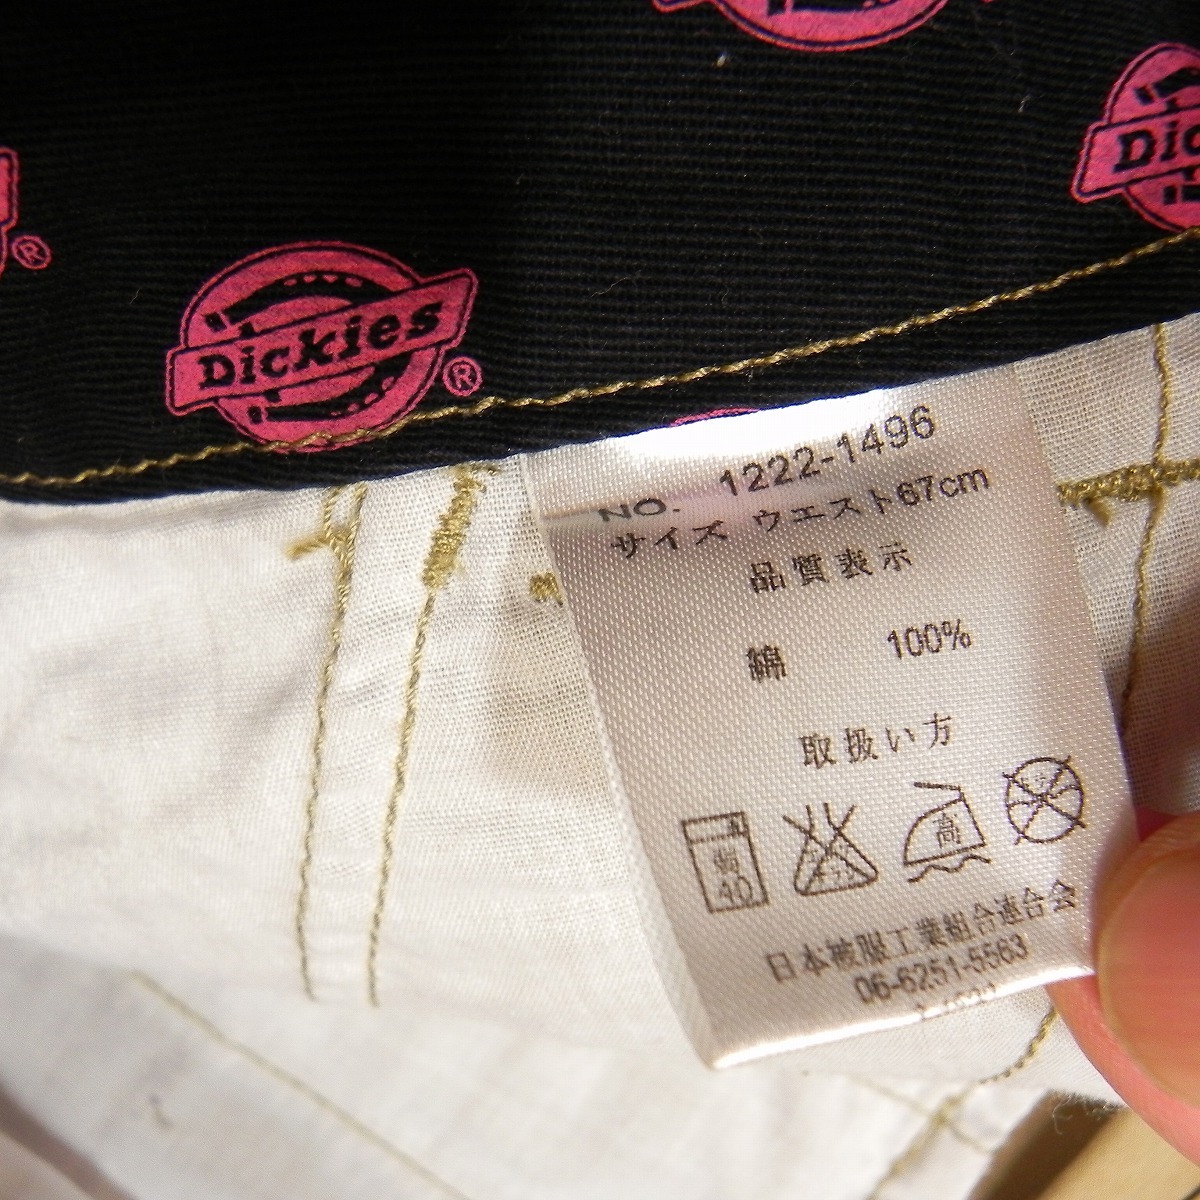 Dickies ®
Dic
®
NO. 1222-1496
サイズ ウエスト67cm
品質表示
綿 100%
取扱い方
40
高
日本被服工業組合連合会
06-6251-5563